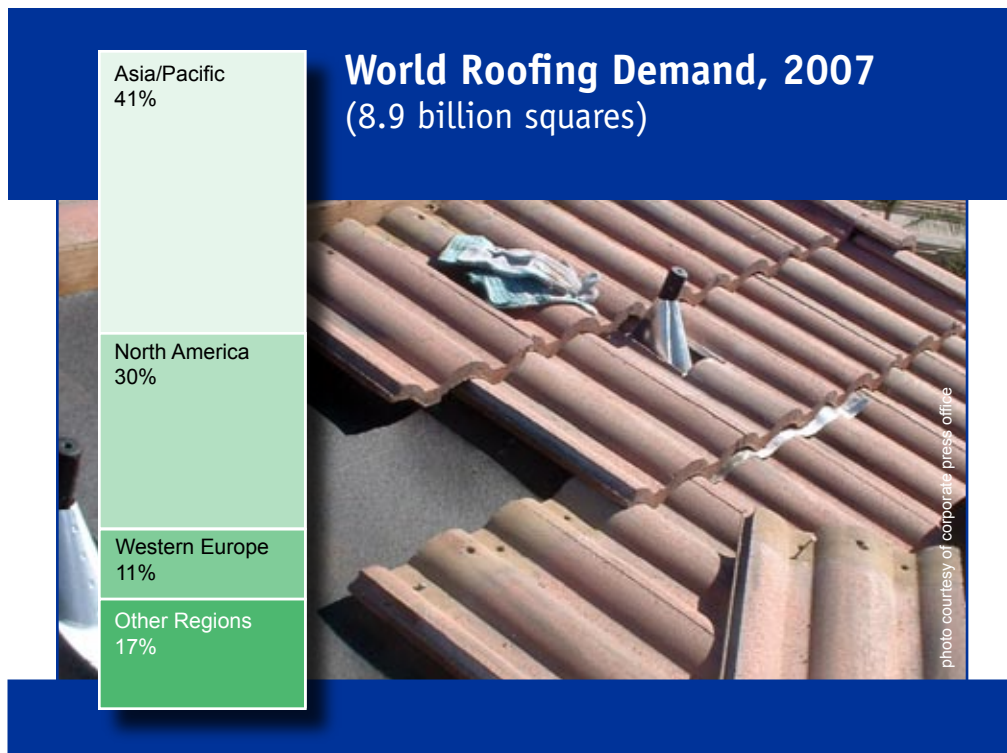 World Roofing Demand, 2007
(8.9 billion squares)
Asia/Pacific
41%
North America
30%
Western Europe
11%
Other Regions
17%
photo courtesy of corporate press office